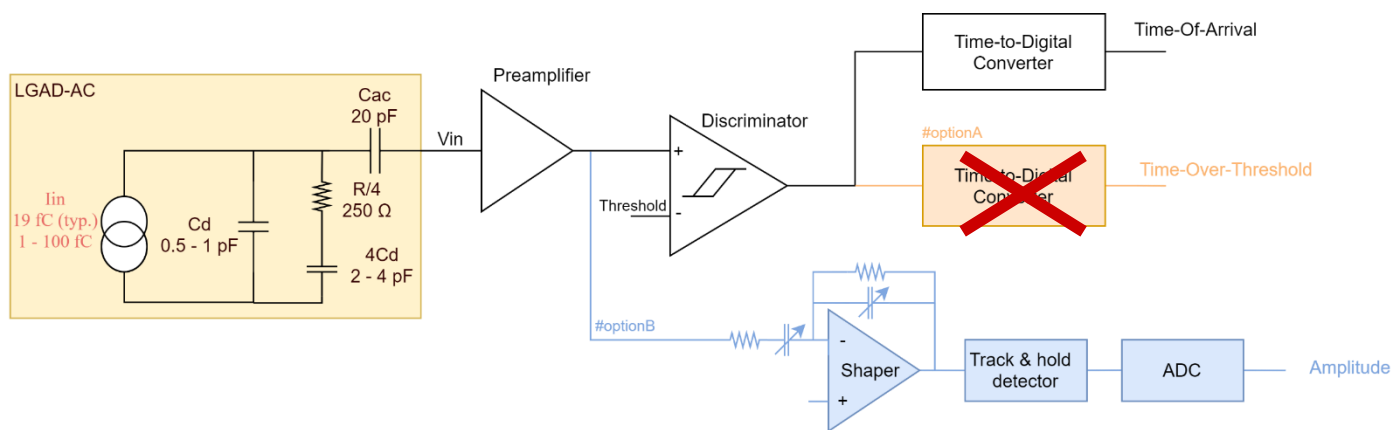 LGAD-AC
Cac
20 pF
Iin
19 fC (typ.)
1 - 100 fC
Cd
0.5 - 1 pF
R/4
250 Ω
4Cd
2 - 4 pF
Vin
Preamplifier
Discriminator
+
Threshold
-
Time-to-Digital
Converter
Time-Of-Arrival
#optionA
Time-to-Digital
Converter
Time-Over-Threshold
#optionB
-
Shaper
+
Track & hold
detector
ADC
Amplitude